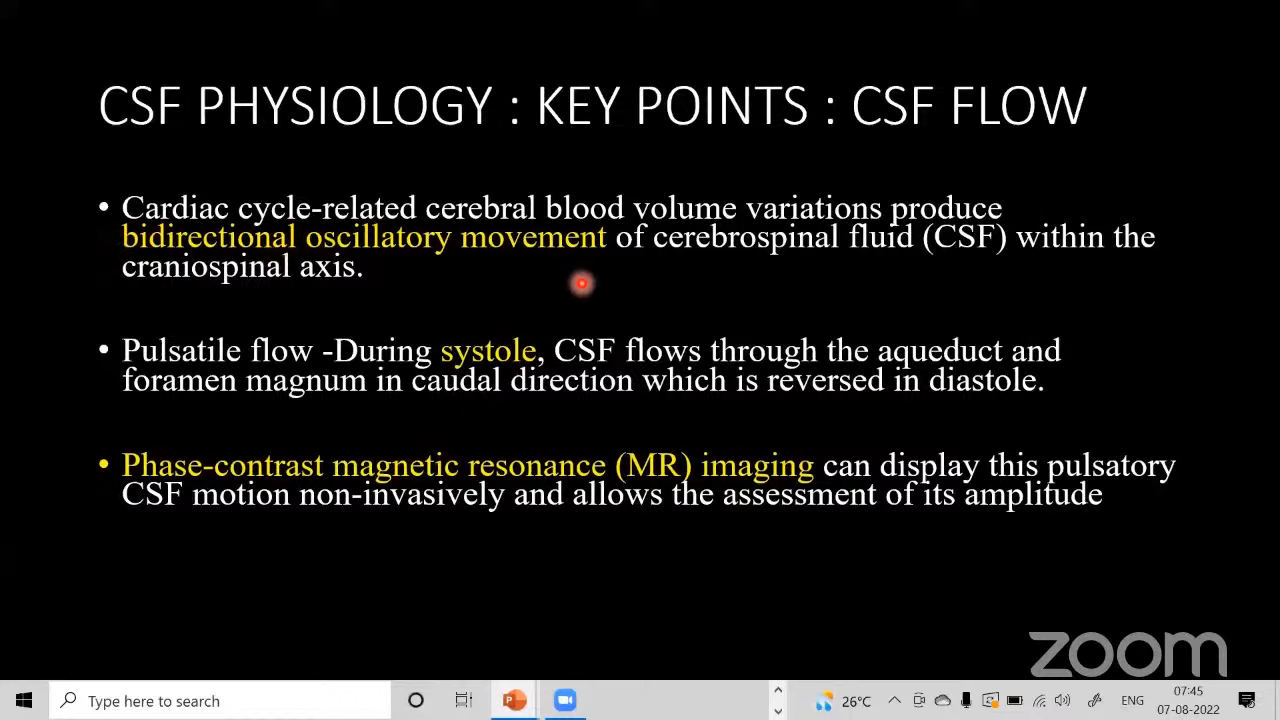 CSF PHYSIOLOGY : KEY POINTS : CSF FLOW
• Cardiac cycle-related cerebral blood volume variations produce
bidirectional oscillatory movement of cerebrospinal fluid (CSF) within the
craniospinal axis.
• Pulsatile flow -During systole, CSF flows through the aqueduct and
foramen magnum in caudal direction which is reversed in diastole.
• Phase-contrast magnetic resonance (MR) imaging can display this pulsatory
CSF motion non-invasively and allows the assessment of its amplitude
zoom
Type here to search
P
26°C
ENG
07:45
07-08-2022